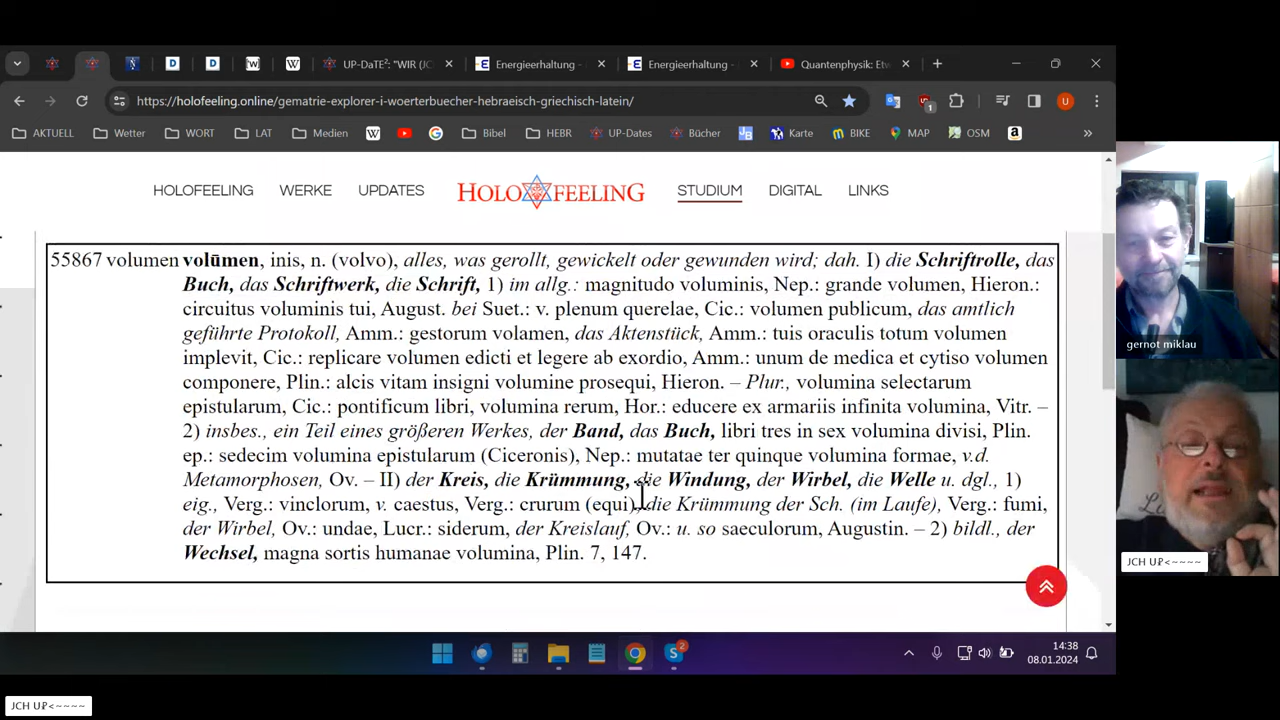 UP-DaTE²: "WIR (JC
Energieerhaltung -
Energieerhaltung -
Quantenphysik: Etw
https://holofeeling.online/gematrie-explorer-i-woerterbuecher-hebraeisch-griechisch-latein/
AKTUELL Wetter WORT LAT Medien Bibel HEBR UP-Dates Bücher Karte BIKE MAP OSM
HOLOFEELING WERKE UPDATES HOLO FEELING STUDIUM DIGITAL LINKS
55867 volumen volūmen, inis, n. (volvo), alles, was gerollt, gewickelt oder gewunden wird; dah. I) die Schriftrolle, das
Buch, das Schriftwerk, die Schrift, 1) im allg.: magnitudo voluminis, Nep.: grande volumen, Hieron.:
circuitus voluminis tui, August. bei Suet.: v. plenum querelae, Cic.: volumen publicum, das amtlich
geführte Protokoll, Amm.: gestorum volamen, das Aktenstück, Amm.: tuis oraculis totum volumen
implevit, Cic.: replicare volumen edicti et legere ab exordio, Amm.: unum de medica et cytiso volumen
componere, Plin.: alcis vitam insigni volumine prosequi, Hieron. – Plur., volumina selectarum
epistularum, Cic.: pontificum libri, volumina rerum, Hor.: educere ex armariis infinita volumina, Vitr. –
2) insbes., ein Teil eines größeren Werkes, der Band, das Buch, libri tres in sex volumina divisi, Plin.
ep.: sedecim volumina epistularum (Ciceronis), Nep.: mutatae ter quinque volumina formae, v.d.
Metamorphosen, Ov. – II) der Kreis, die Krümmung, die Windung, der Wirbel, die Welle u. dgl., 1)
eig., Verg.: vinclorum, v. caestus, Verg.: crurum (equi), die Krümmung der Sch. (im Laufe), Verg.: fumi,
der Wirbel, Ov.: undae, Lucr.: siderum, der Kreislauf, Ov.: u. so saeculorum, Augustin. – 2) bildl., der
Wechsel, magna sortis humanae volumina, Plin. 7, 147.
gernot miklau
JCH UP<~~~~
14:38
08.01.2024
JCH UP<~~~~